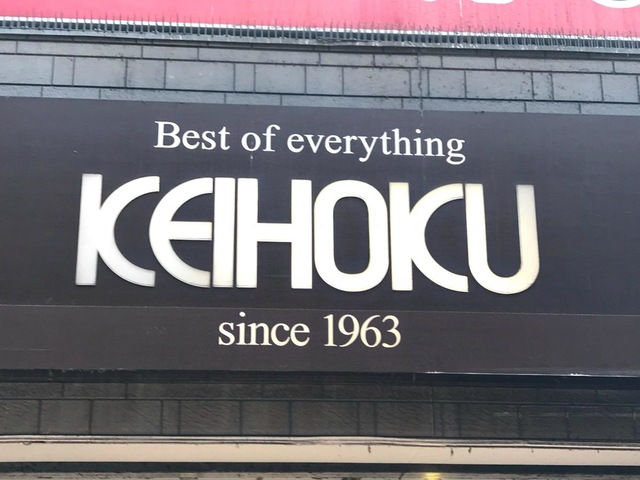 Best of everything
KEIHOKU
since 1963